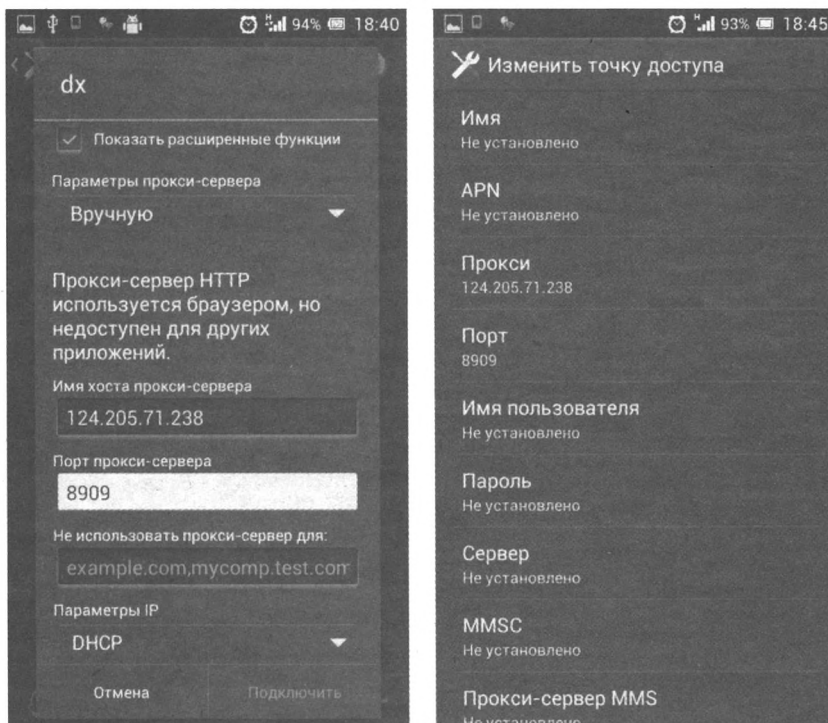 94% 18:40
dx
Показать расширенные функции
Параметры прокси-сервера
Вручную
Прокси-сервер HTTP
используется браузером, но
недоступен для других
приложений.
Имя хоста прокси-сервера
124.205.71.238
Порт прокси-сервера
8909
Не использовать прокси-сервер для:
example.com,mycomp.test.com
Параметры IP
DHCP
Отмена Подключить
H 93% 18:45
Изменить точку доступа
Имя
Не установлено
APN
Не установлено
Прокси
124.205.71.238
Порт
8909
Имя пользователя
Не установлено
Пароль
Не установлено
Сервер
Не установлено
MMSC
Не установлено
Прокси-сервер MMS
Не установлено